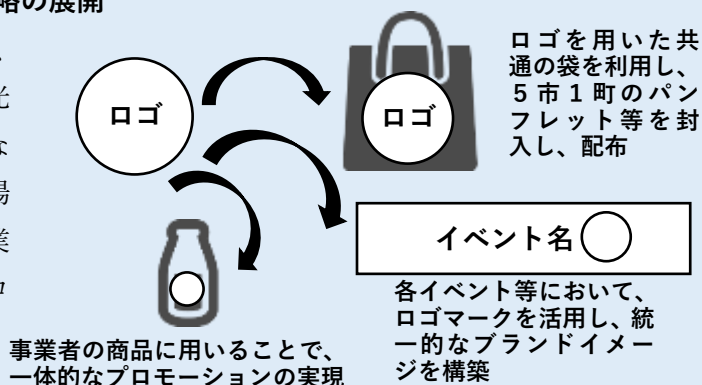 略の展開
ロゴ
ロゴ
ロゴを用いた共
通の袋を利用し、
５市１町のパン
フレット等を封
入し、配布
イベント名
各イベント等において、
ロゴマークを活用し、統
一的なブランドイメー
ジを構築
事業者の商品に用いることで、
一体的なプロモーションの実現